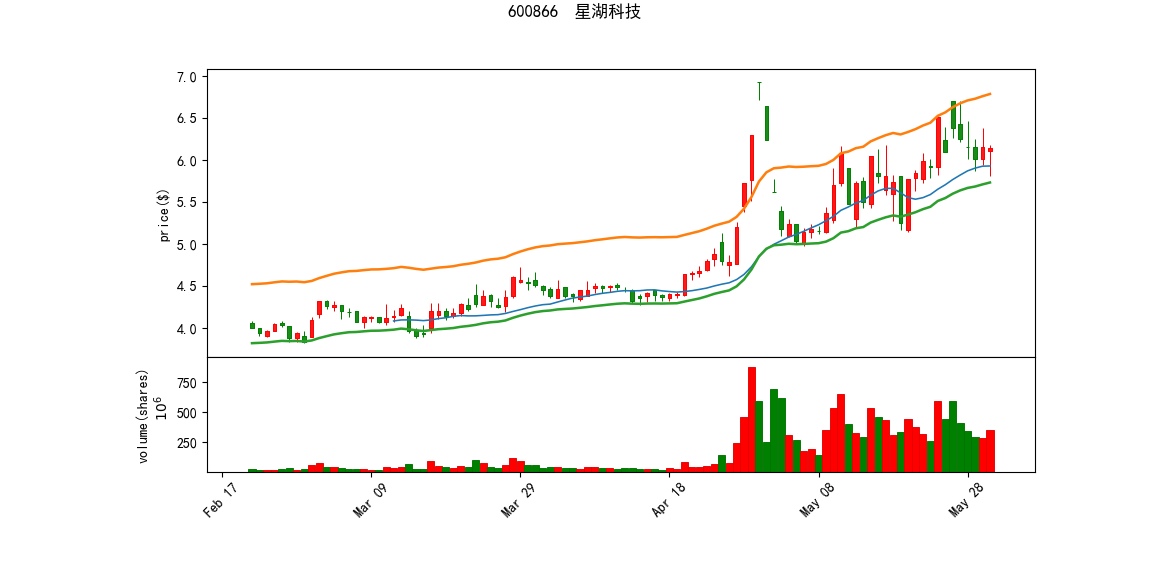 600866 星湖科技
price($)
7.0
6.5
6.0
5.5
5.0
4.5
4.0
volume(shares)
10^6
750
500
250
Feb 17
Mar 09
Mar 29
Apr 18
May 08
May 28